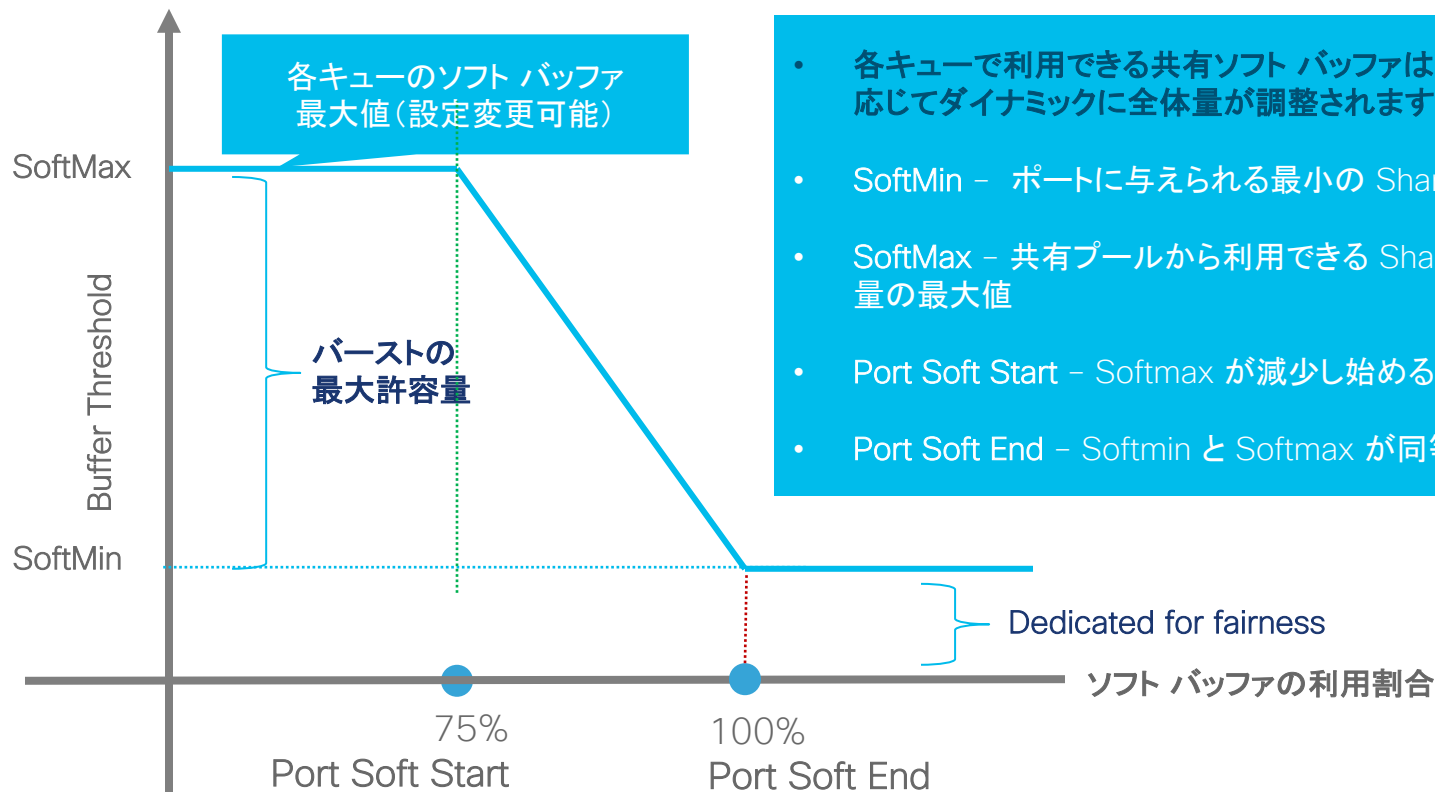 各キューのソフト バッファ
最大値（設定変更可能）
SoftMax
Buffer Threshold
バーストの
最大許容量
SoftMin
• 各キューで利用できる共有ソフト バッファは
応じてダイナミックに全体量が調整されます
• SoftMin – ポートに与えられる最小の
• SoftMax – 共有プールから利用できる
量の最大値
• Port Soft Start – Softmax が減少し始める
• Port Soft End – Softmin と Softmax が
Dedicated for fairness
ソフト バッファの利用割合
75%
Port Soft Start
100%
Port Soft End